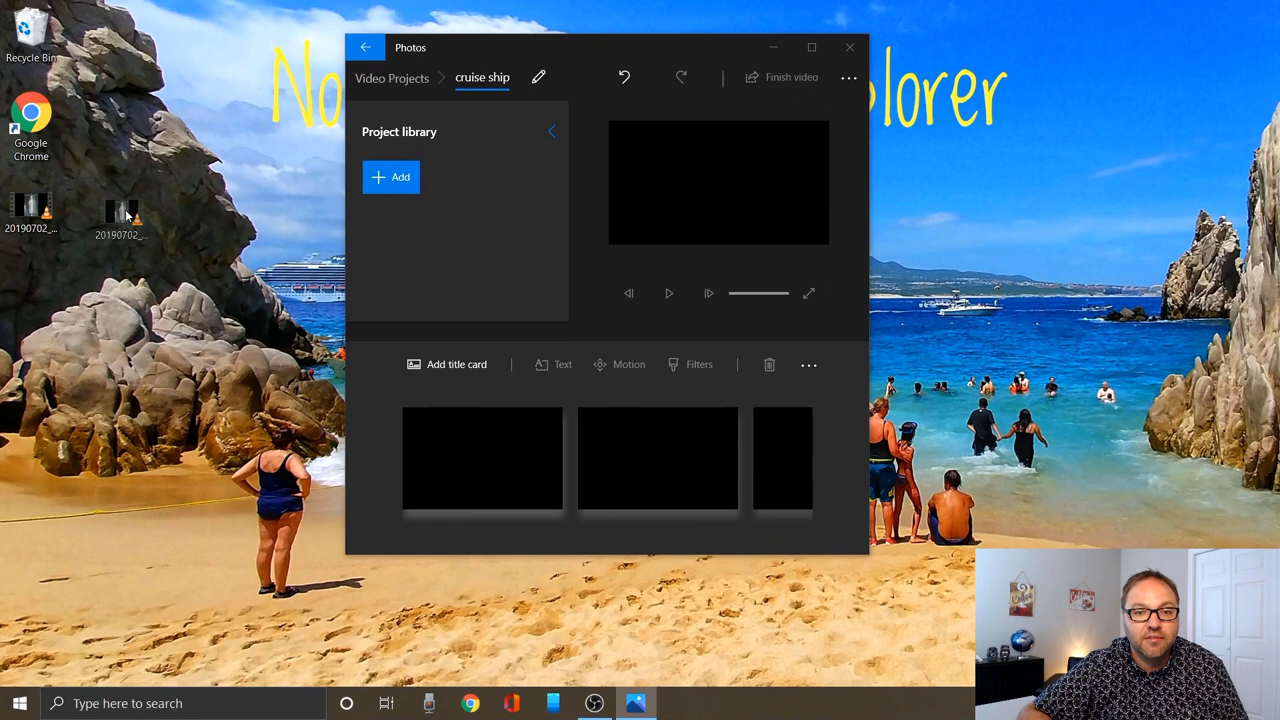 Recycle Bin
Google
Chrome
20190702_...
20190702_...
No
plorer
Photos
Video Projects
cruise ship
Finish video
Project library
Add
Add title card
Text
Motion
Filters
Type here to search